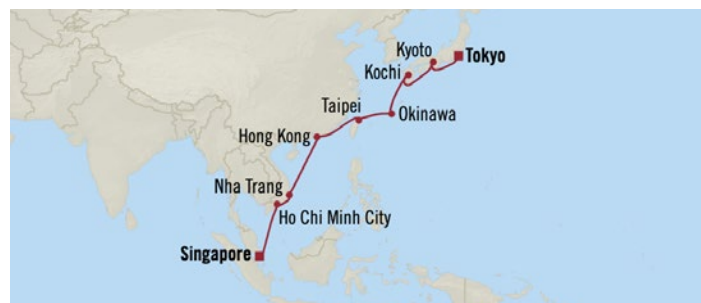 Kyoto
Tokyo
Kochi
Taipei
Okinawa
Hong Kong
Nha Trang
Ho Chi Minh City
Singapore